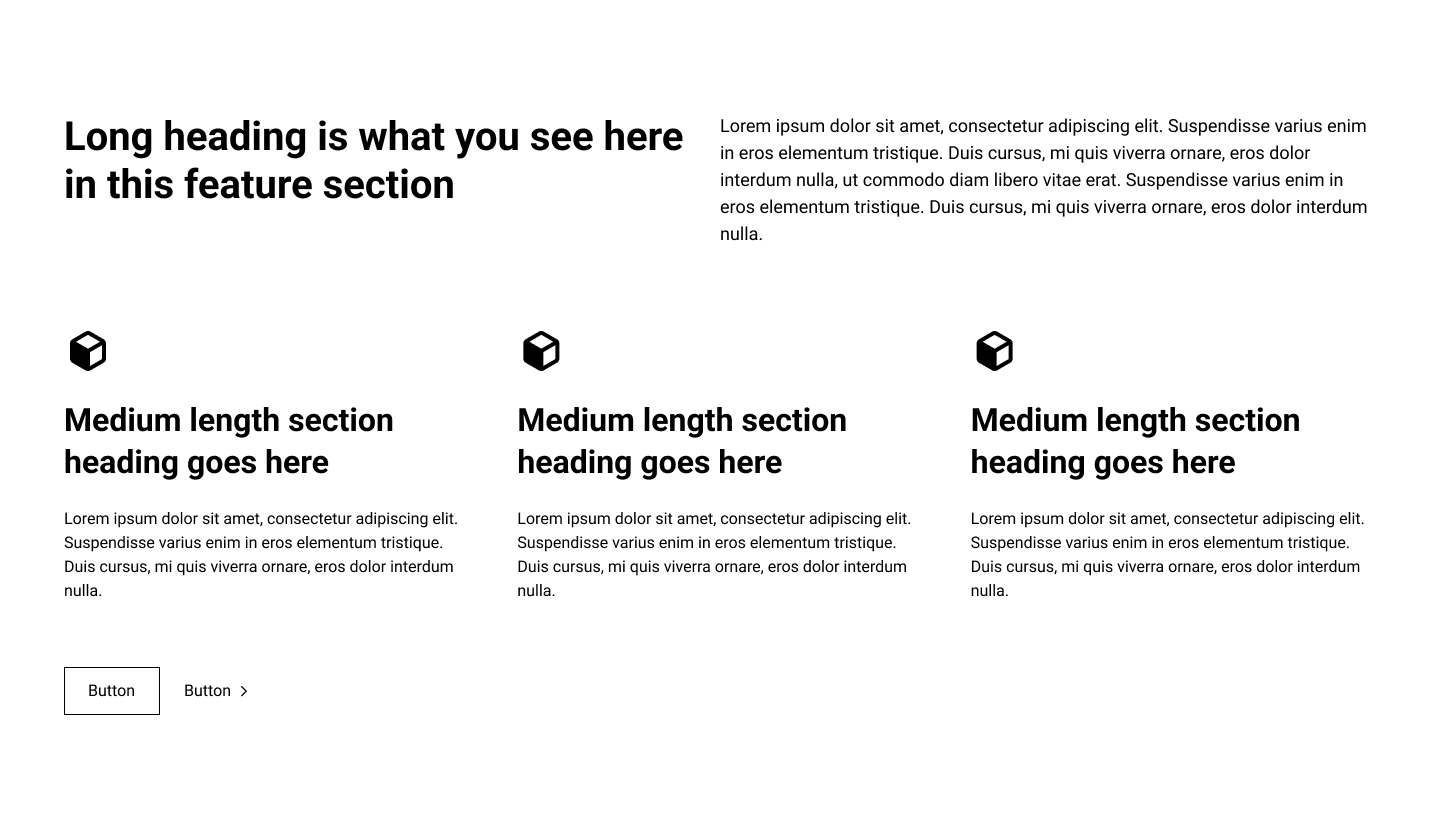 Long heading is what you see here
in this feature section
Lorem ipsum dolor sit amet, consectetur adipiscing elit. Suspendisse varius enim
in eros elementum tristique. Duis cursus, mi quis viverra ornare, eros dolor
interdum nulla, ut commodo diam libero vitae erat. Suspendisse varius enim in
eros elementum tristique. Duis cursus, mi quis viverra ornare, eros dolor interdum
nulla.
Medium length section
heading goes here
Lorem ipsum dolor sit amet, consectetur adipiscing elit.
Suspendisse varius enim in eros elementum tristique.
Duis cursus, mi quis viverra ornare, eros dolor interdum
nulla.
Medium length section
heading goes here
Lorem ipsum dolor sit amet, consectetur adipiscing elit.
Suspendisse varius enim in eros elementum tristique.
Duis cursus, mi quis viverra ornare, eros dolor interdum
nulla.
Medium length section
heading goes here
Lorem ipsum dolor sit amet, consectetur adipiscing elit.
Suspendisse varius enim in eros elementum tristique.
Duis cursus, mi quis viverra ornare, eros dolor interdum
nulla.
Button
Button